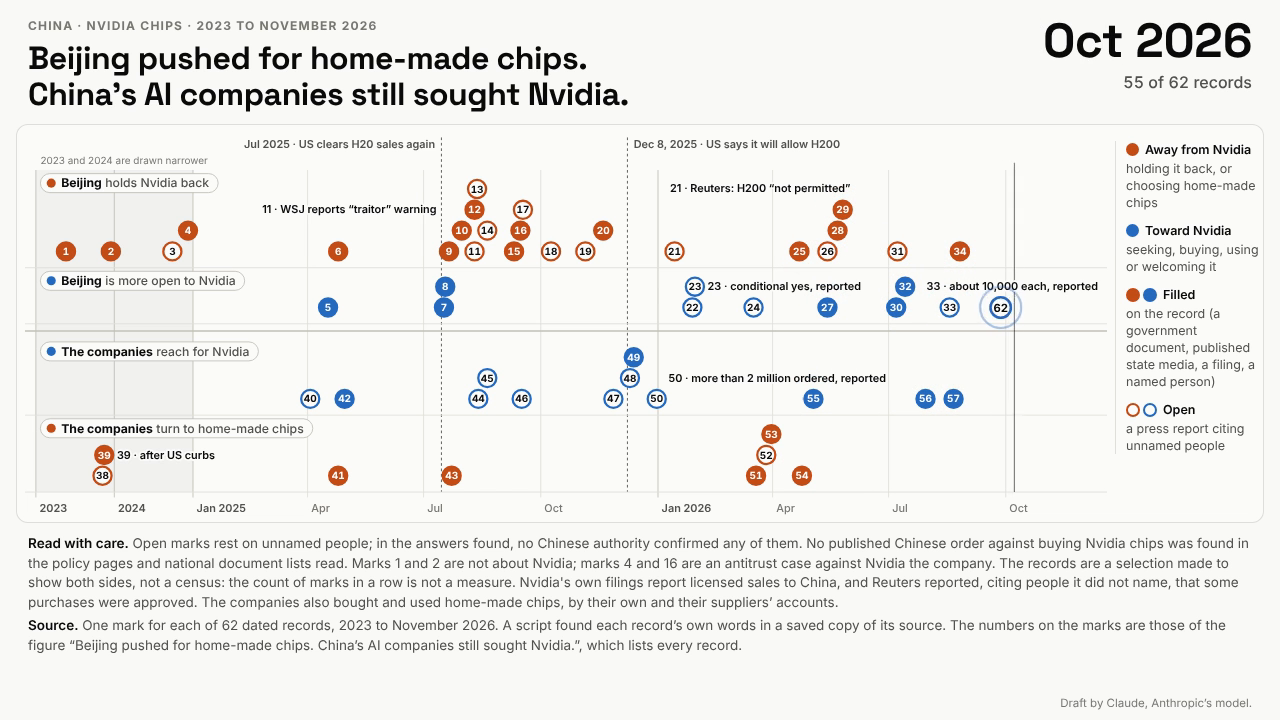 CHINA · NVIDIA CHIPS · 2023 TO NOVEMBER 2026
Beijing pushed for home-made chips.
China’s AI companies still sought Nvidia.
Oct 2026
55 of 62 records
Jul 2025 · US clears H20 sales again
Dec 8, 2025 · US says it will allow H200
2023 and 2024 are drawn narrower
Beijing holds Nvidia back
13
21 · Reuters: H200 “not permitted”
11 · WSJ reports “traitor” warning
12
17
29
4
10
14
16
20
28
1
2
3
6
9
11
15
18
19
21
25
26
31
34
Beijing is more open to Nvidia
8
23
23 · conditional yes, reported
32
33 · about 10,000 each, reported
5
7
22
24
27
30
33
62
The companies reach for Nvidia
49
45
48
50 · more than 2 million ordered, reported
40
42
44
46
47
50
55
56
57
The companies turn to home-made chips
53
39
39 · after US curbs
52
38
41
43
51
54
2023
2024
Jan 2025
Apr
Jul
Oct
Jan 2026
Apr
Jul
Oct
Away from Nvidia
holding it back, or
choosing home-made
chips
Toward Nvidia
seeking, buying, using
or welcoming it
Filled
on the record (a
government
document, published
state media, a filing, a
named person)
Open
a press report citing
unnamed people
Read with care. Open marks rest on unnamed people; in the answers found, no Chinese authority confirmed any of them. No published Chinese order against buying Nvidia chips was found in
the policy pages and national document lists read. Marks 1 and 2 are not about Nvidia; marks 4 and 16 are an antitrust case against Nvidia the company. The records are a selection made to
show both sides, not a census: the count of marks in a row is not a measure. Nvidia's own filings report licensed sales to China, and Reuters reported, citing people it did not name, that some
purchases were approved. The companies also bought and used home-made chips, by their own and their suppliers’ accounts.
Source. One mark for each of 62 dated records, 2023 to November 2026. A script found each record’s own words in a saved copy of its source. The numbers on the marks are those of the
figure “Beijing pushed for home-made chips. China’s AI companies still sought Nvidia.”, which lists every record.
Draft by Claude, Anthropic’s model.